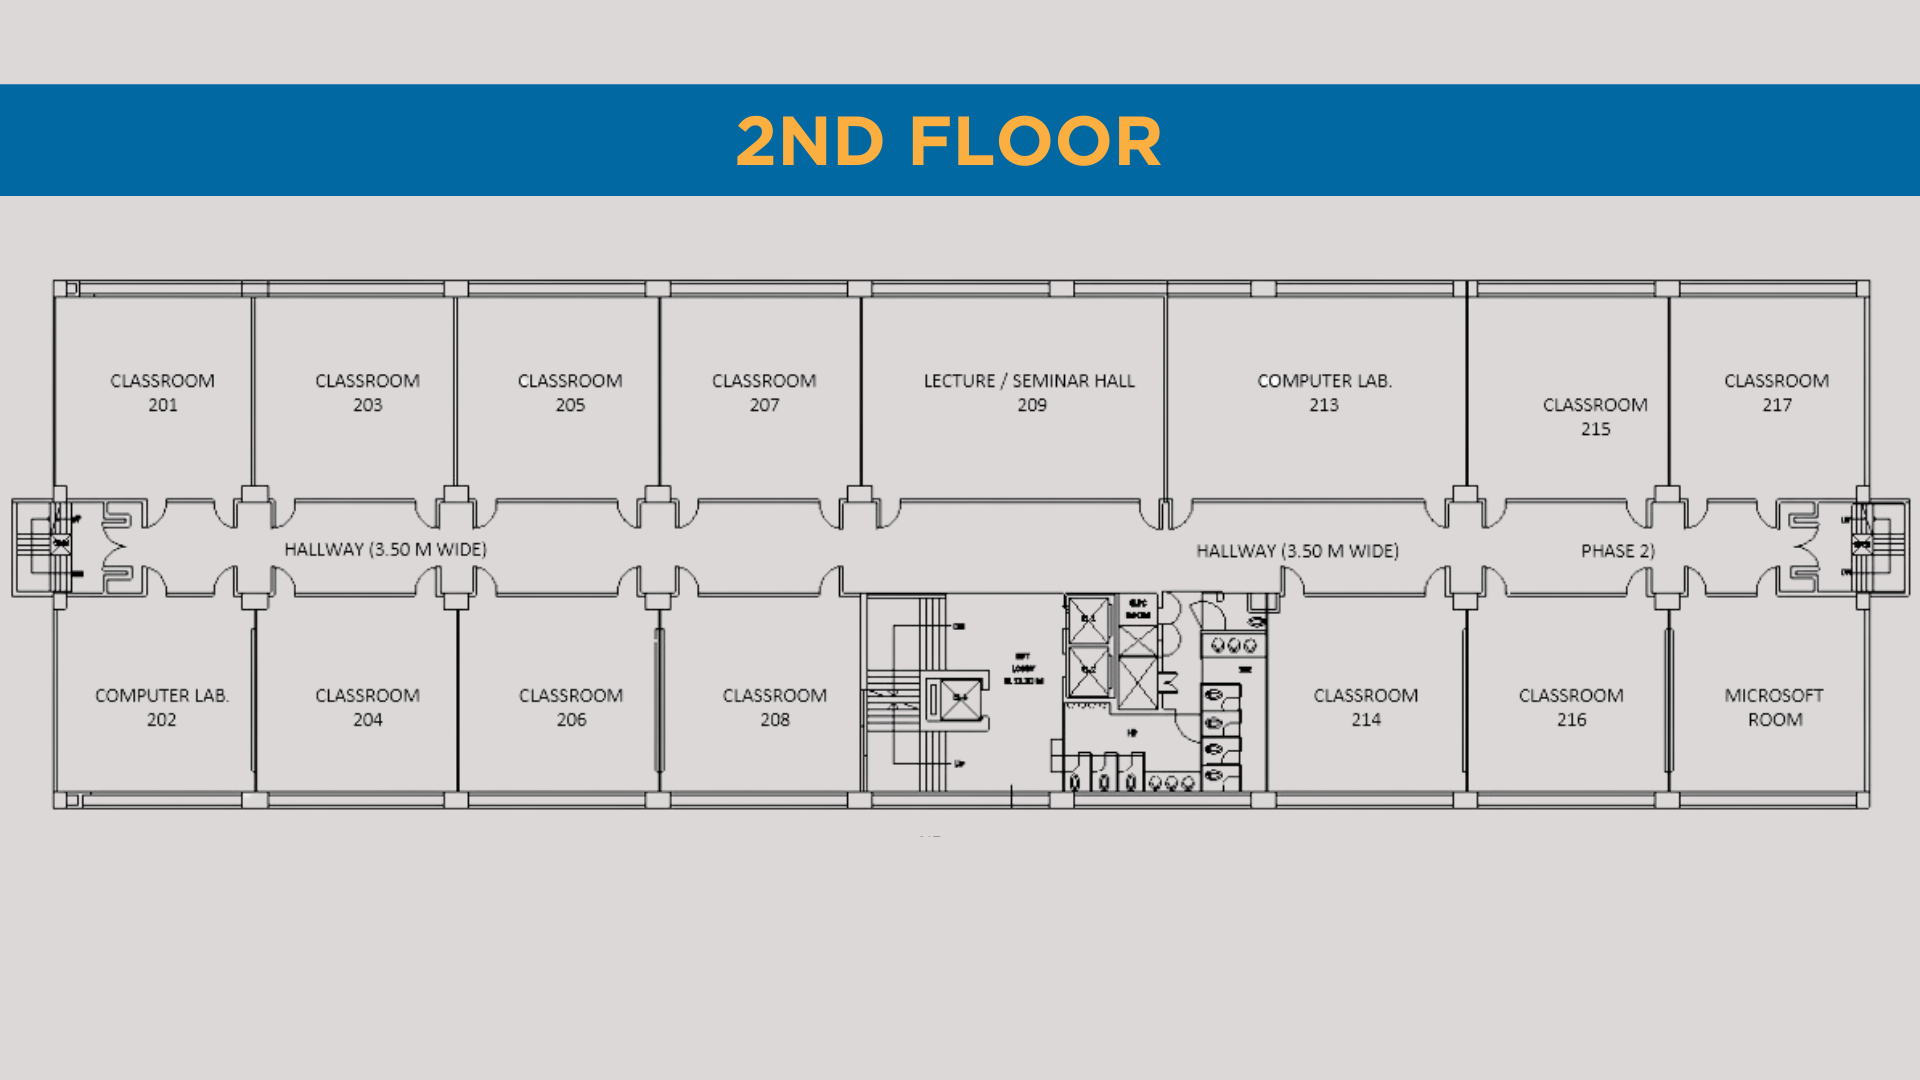 2ND FLOOR
CLASSROOM
201
CLASSROOM
203
CLASSROOM
205
CLASSROOM
207
LECTURE / SEMINAR HALL
209
COMPUTER LAB.
213
CLASSROOM
215
CLASSROOM
217
HALLWAY (3.50 M WIDE)
HALLWAY (3.50 M WIDE)
PHASE 2)
COMPUTER LAB.
202
CLASSROOM
204
CLASSROOM
206
CLASSROOM
208
LOBBY
CLASSROOM
214
CLASSROOM
216
MICROSOFT
ROOM